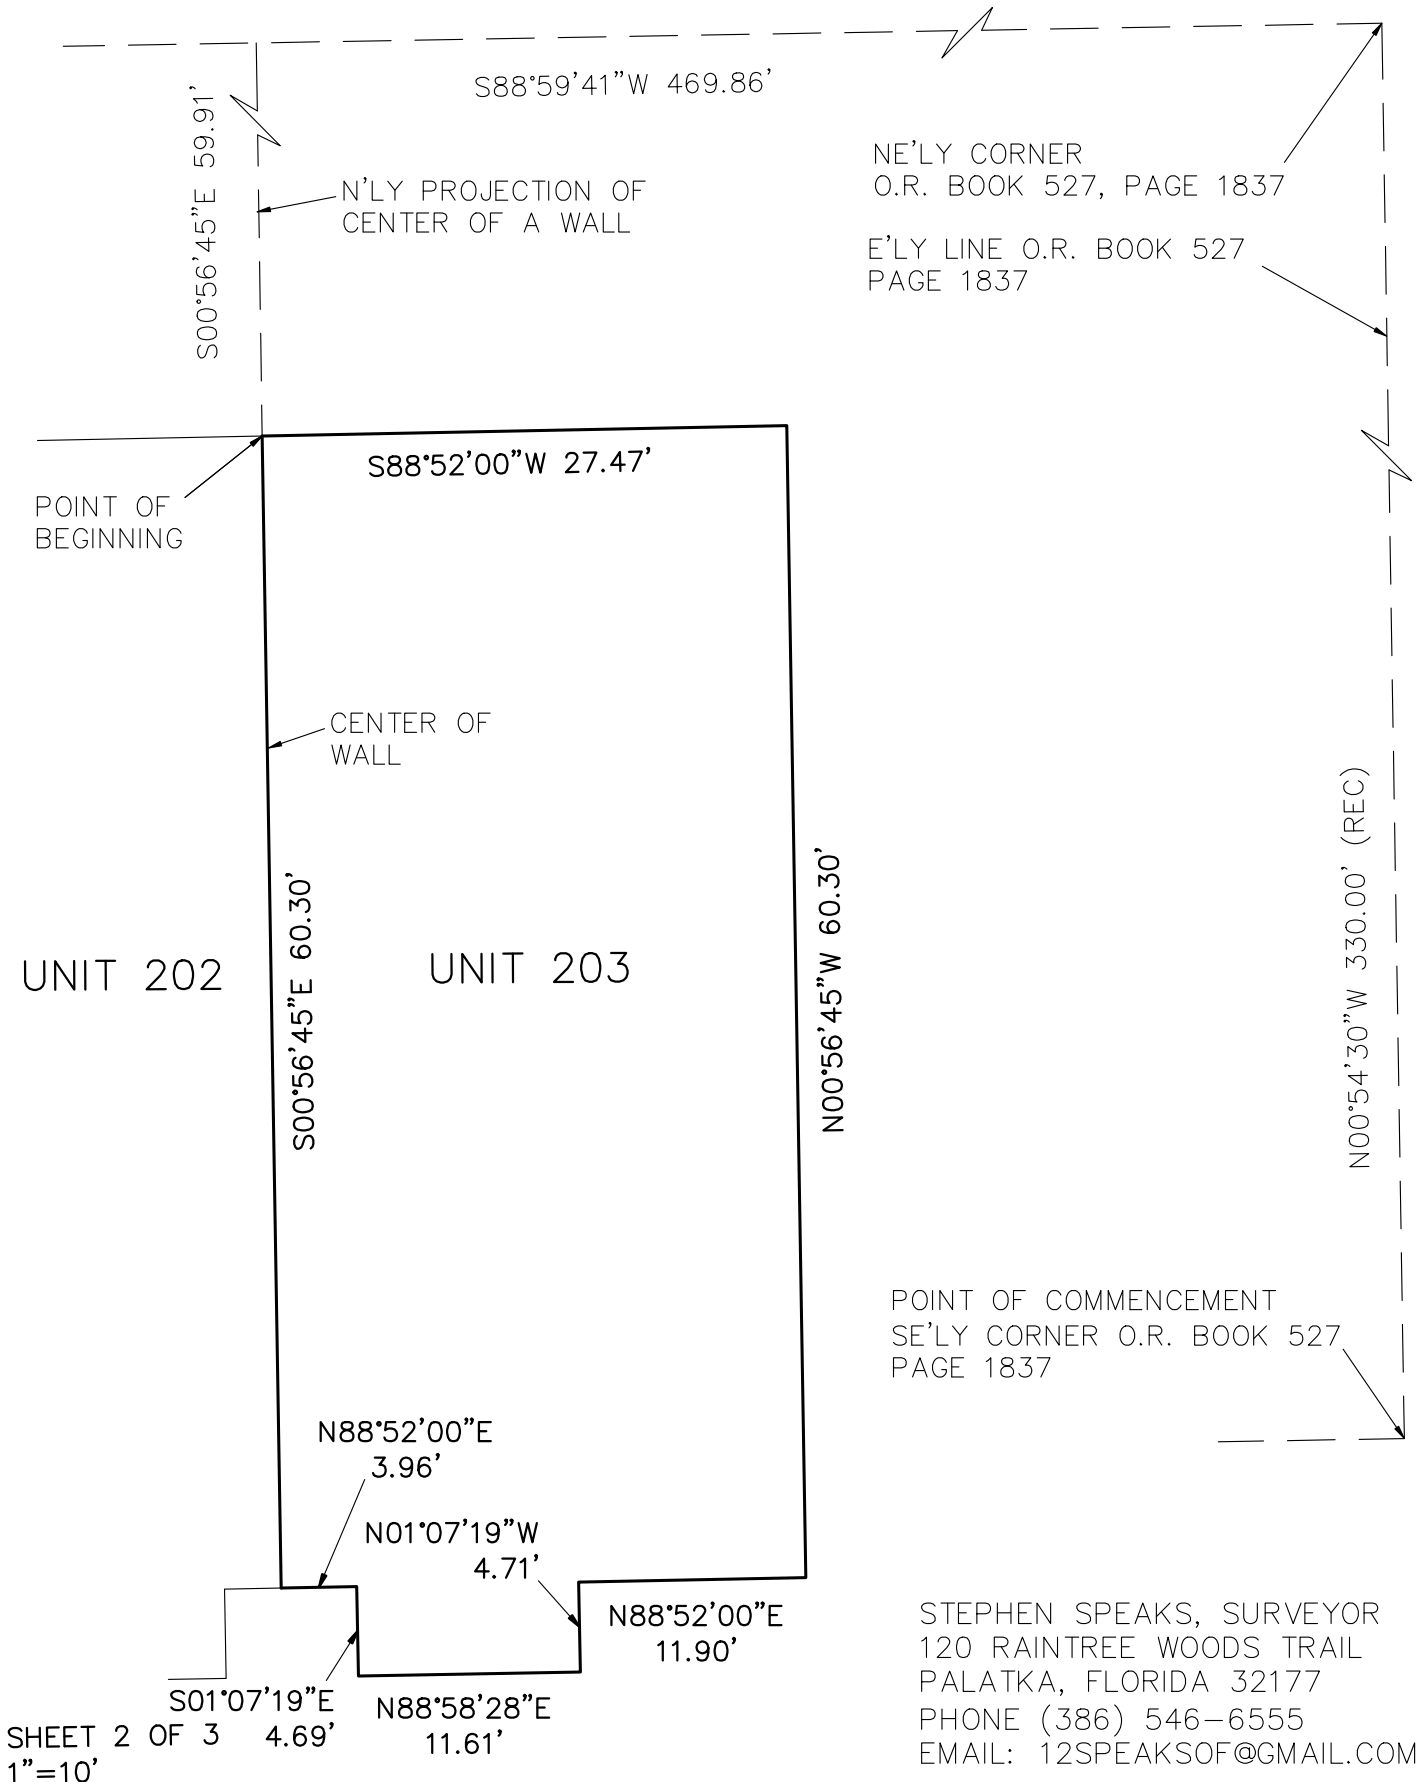 S88°59'41"W 469.86'
S00°56'45"E 59.91'
NE'LY CORNER
O.R. BOOK 527, PAGE 1837
N'LY PROJECTION OF
CENTER OF A WALL
E'LY LINE O.R. BOOK 527
PAGE 1837
S88°52'00"W 27.47'
POINT OF
BEGINNING
CENTER OF
WALL
N00°54'30"W 330.00' (REC)
S00°56'45"E 60.30'
N00°56'45"W 60.30'
UNIT 202
UNIT 203
POINT OF COMMENCEMENT
SE'LY CORNER O.R. BOOK 527
PAGE 1837
N88°52'00"E
3.96'
N01°07'19"W
4.71'
N88°52'00"E
11.90'
S01°07'19"E
4.69'
N88°58'28"E
11.61'
SHEET 2 OF 3
1"=10'
STEPHEN SPEAKS, SURVEYOR
120 RAINTREE WOODS TRAIL
PALATKA, FLORIDA 32177
PHONE (386) 546-6555
EMAIL: 12SPEAKSOF@GMAIL.COM